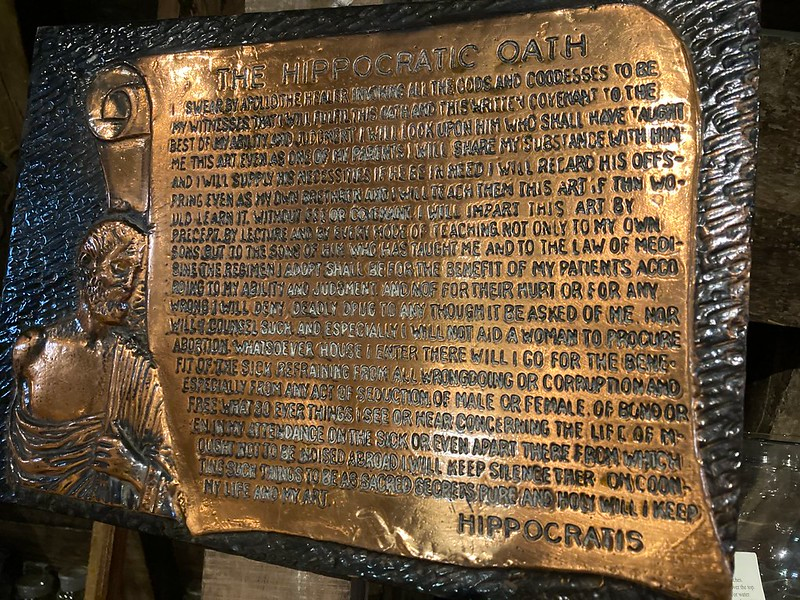 THE HIPPOCRATIC OATH
I SWEAR BY APOLLO THE HEALER INVOKING ALL THE GODS AND GODDESSES TO BE
MY WITNESSES THAT I WILL FULFIL THIS OATH AND THIS WRITTEN COVENANT TO THE
BEST OF MY ABILITY AND JUDGMENT I WILL LOOK UPON HIM WHO SHALL HAVE TAUGHT
ME THIS ART EVEN AS ONE OF MY PARENTS I WILL SHARE MY SUBSTANCE WITH HIM
AND I WILL SUPPLY HIS NECESSITIES IF HE BE IN NEED I WILL REGARD HIS OFFS-
PRING EVEN AS MY OWN BRETHREN AND I WILL TEACH THEM THIS ART IF THEY WO-
ULD LEARN IT. WITHOUT FEE OR COVENANT I WILL IMPART THIS ART BY
PRECEPT, BY LECTURE AND BY EVERY MODE OF TEACHING, NOT ONLY TO MY OWN
SONS, BUT TO THE SONS OF HIM WHO HAS TAUGHT ME AND TO THE LAW OF MEDI-
CINE THE REGIMEN I ADOPT SHALL BE FOR THE BENEFIT OF MY PATIENTS ACCO
RDING TO MY ABILITY AND JUDGMENT, AND NOT FOR THEIR HURT OR FOR ANY
WRONG I WILL DENY DEADLY DPUG TO ANY THOUGH IT BE ASKED OF ME, NOR
WILL I COUNSEL SUCH, AND ESPECIALLY I WILL NOT AID A WOMAN TO PROCURE
ABORTION. WHATSOEVER HOUSE I ENTER THERE WILL I GO FOR THE BENE-
FIT OF THE SICK REFRAINING FROM ALL WRONGDOING OR CORRUPTION AND
ESPECIALLY FROM ANY ACT OF SEDUCTION, OF MALE OR FEMALE, OF BOND OR
FREE WHAT SO EVER THINGS I SEE OR HEAR CONCERNING THE LIFE OF M-
EN IN MY ATTENDANCE ON THE SICK OR EVEN APART THERE FROM WHICH
OUGHT NOT TO BE NOISED ABROAD I WILL KEEP SILENCE THER ON COON-
TING SUCH THINGS TO BE AS SACRED SECRETS PURE AND HOLY WILL I KEEP
MY LIFE AND MY ART
HIPPOCRATIS
over the top
or water